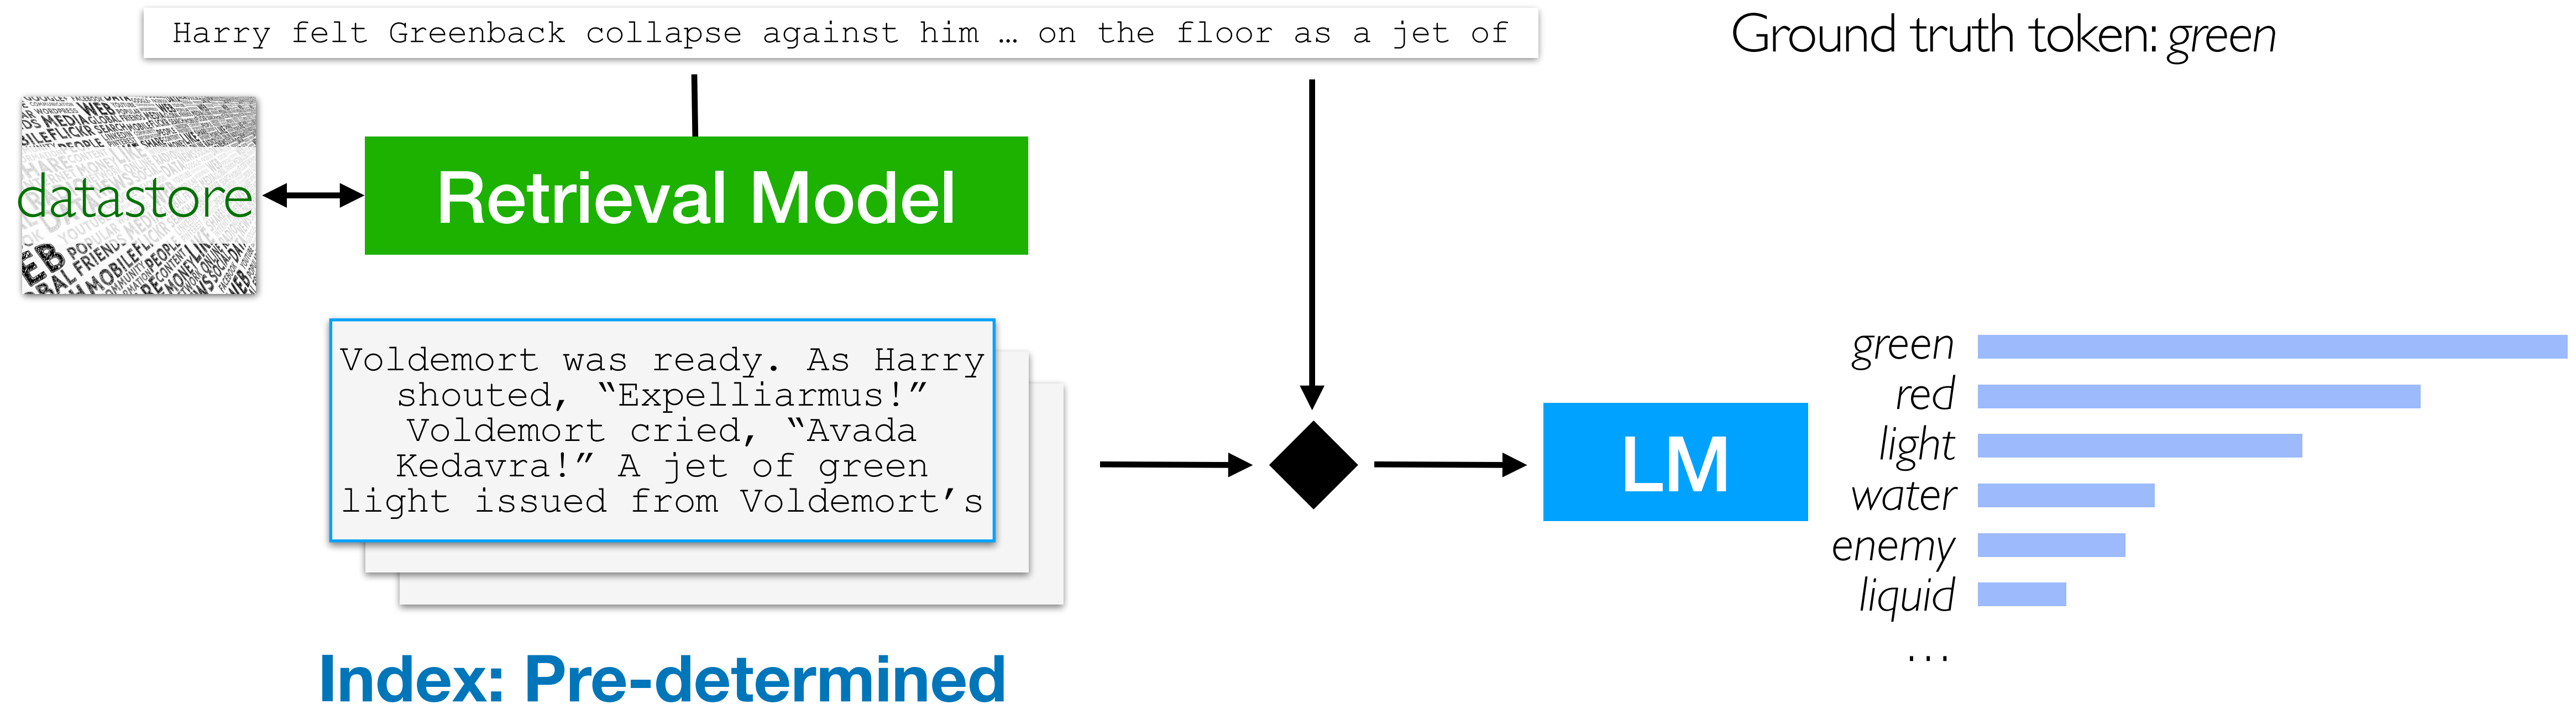 Harry felt Greenback collapse against him … on the floor as a jet of
Ground truth token: green
datastore
Retrieval Model
Voldemort was ready. As Harry
shouted, “Expelliarmus!”
Voldemort cried, “Avada
Kedavra!” A jet of green
light issued from Voldemort’s
Index: Pre-determined
LM
green
red
light
water
enemy
liquid
...